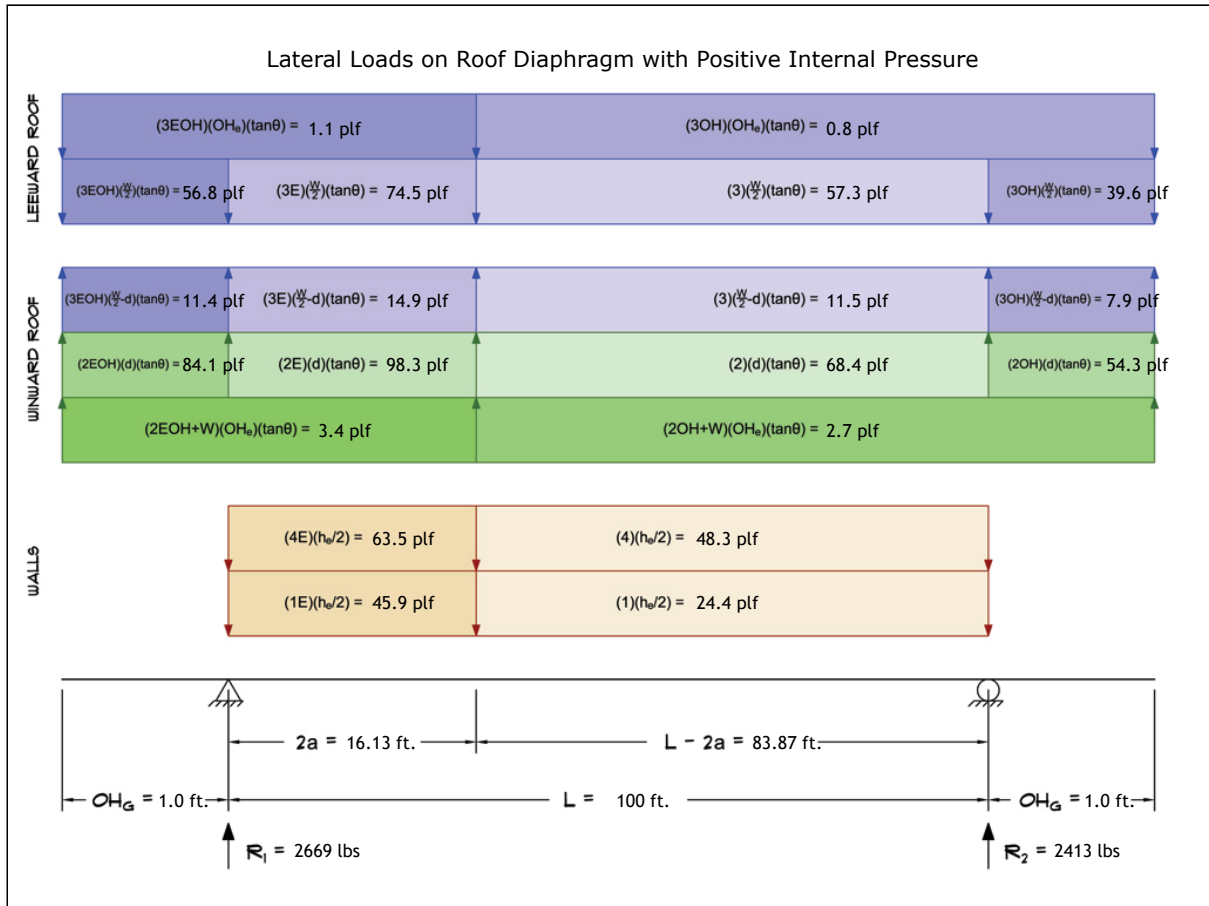 Lateral Loads on Roof Diaphragm with Positive Internal Pressure
LEEWARD ROOF
(3EOH)(OHₑ)(tanθ) = 1.1 plf
(3OH)(OHₑ)(tanθ) = 0.8 plf
(3EOH)(W/2)(tanθ) = 56.8 plf
(3E)(W/2)(tanθ) = 74.5 plf
(3)(W/2)(tanθ) = 57.3 plf
(3OH)(W/2)(tanθ) = 39.6 plf
WINWARD ROOF
(3EOH)(W/2-d)(tanθ) = 11.4 plf
(3E)(W/2-d)(tanθ) = 14.9 plf
(3)(W/2-d)(tanθ) = 11.5 plf
(3OH)(W/2-d)(tanθ) = 7.9 plf
(2EOH)(d)(tanθ) = 84.1 plf
(2E)(d)(tanθ) = 98.3 plf
(2)(d)(tanθ) = 68.4 plf
(2OH)(d)(tanθ) = 54.3 plf
(2EOH+W)(OHₑ)(tanθ) = 3.4 plf
(2OH+W)(OHₑ)(tanθ) = 2.7 plf
WALLS
(4E)(hₑ/2) = 63.5 plf
(4)(hₑ/2) = 48.3 plf
(1E)(hₑ/2) = 45.9 plf
(1)(hₑ/2) = 24.4 plf
2a = 16.13 ft.
L - 2a = 83.87 ft.
OH_G = 1.0 ft.
L = 100 ft.
OH_G = 1.0 ft.
R₁ = 2669 lbs
R₂ = 2413 lbs